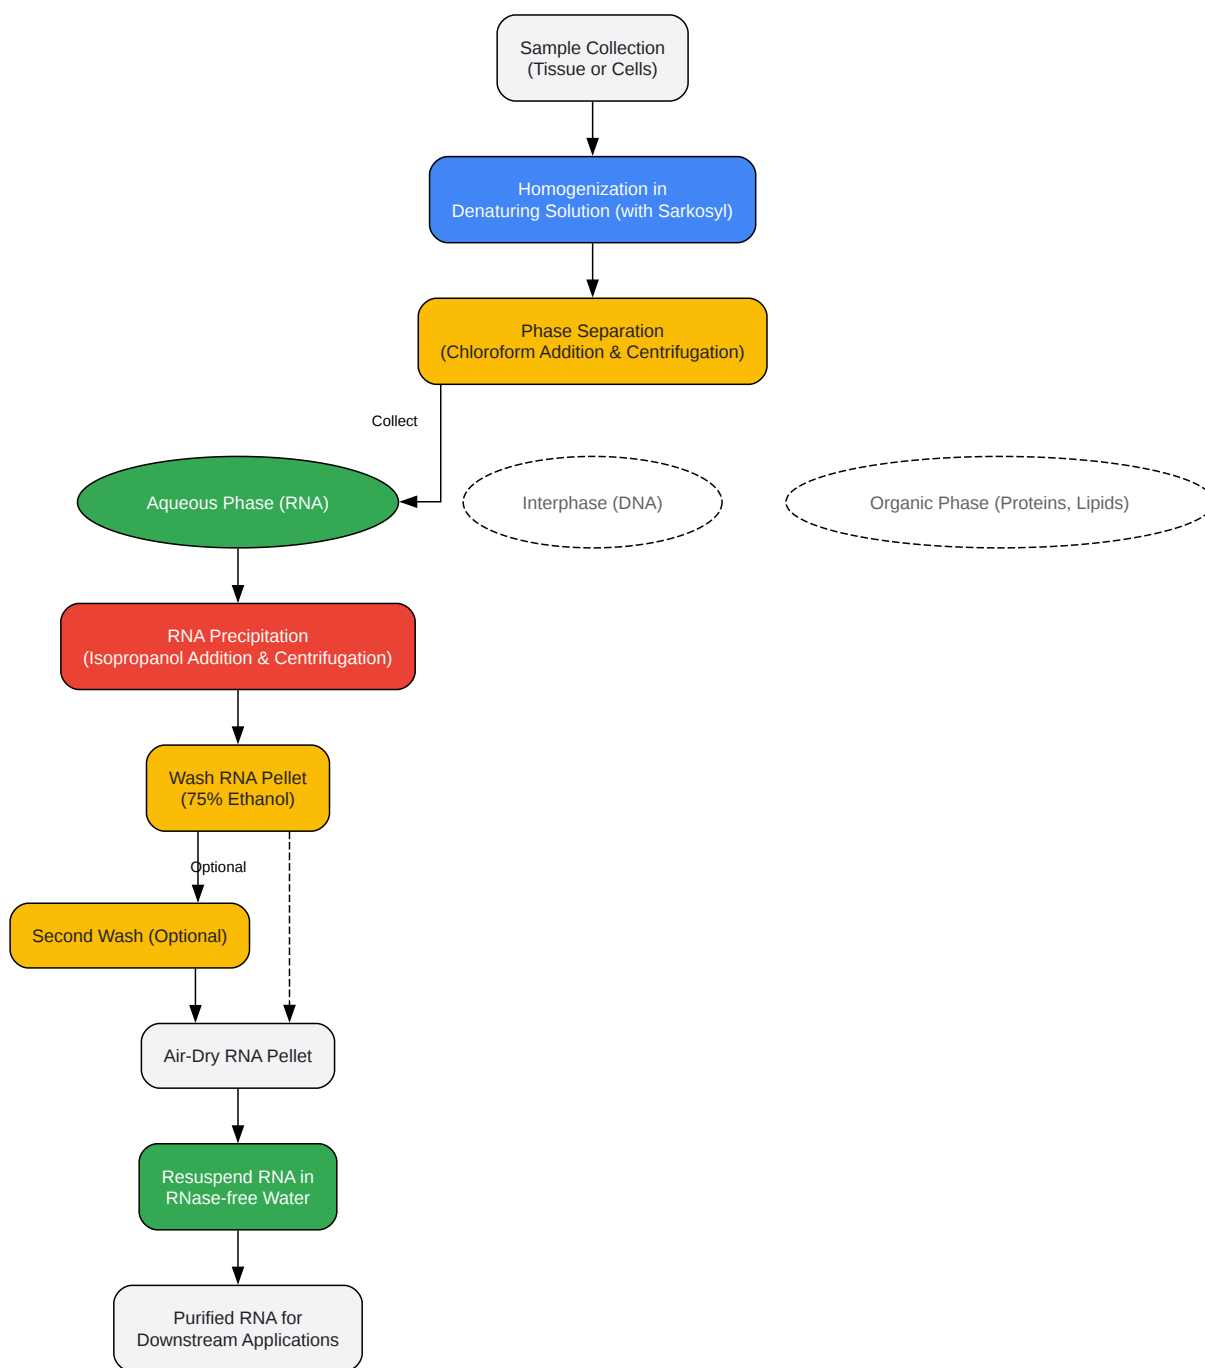 Sample Collection
(Tissue or Cells)
Homogenization in
Denaturing Solution (with Sarkosyl)
Phase Separation
(Chloroform Addition & Centrifugation)
Collect
Aqueous Phase (RNA)
Interphase (DNA)
Organic Phase (Proteins, Lipids)
RNA Precipitation
(Isopropanol Addition & Centrifugation)
Wash RNA Pellet
(75% Ethanol)
Optional
Second Wash (Optional)
Air-Dry RNA Pellet
Resuspend RNA in
RNase-free Water
Purified RNA for
Downstream Applications